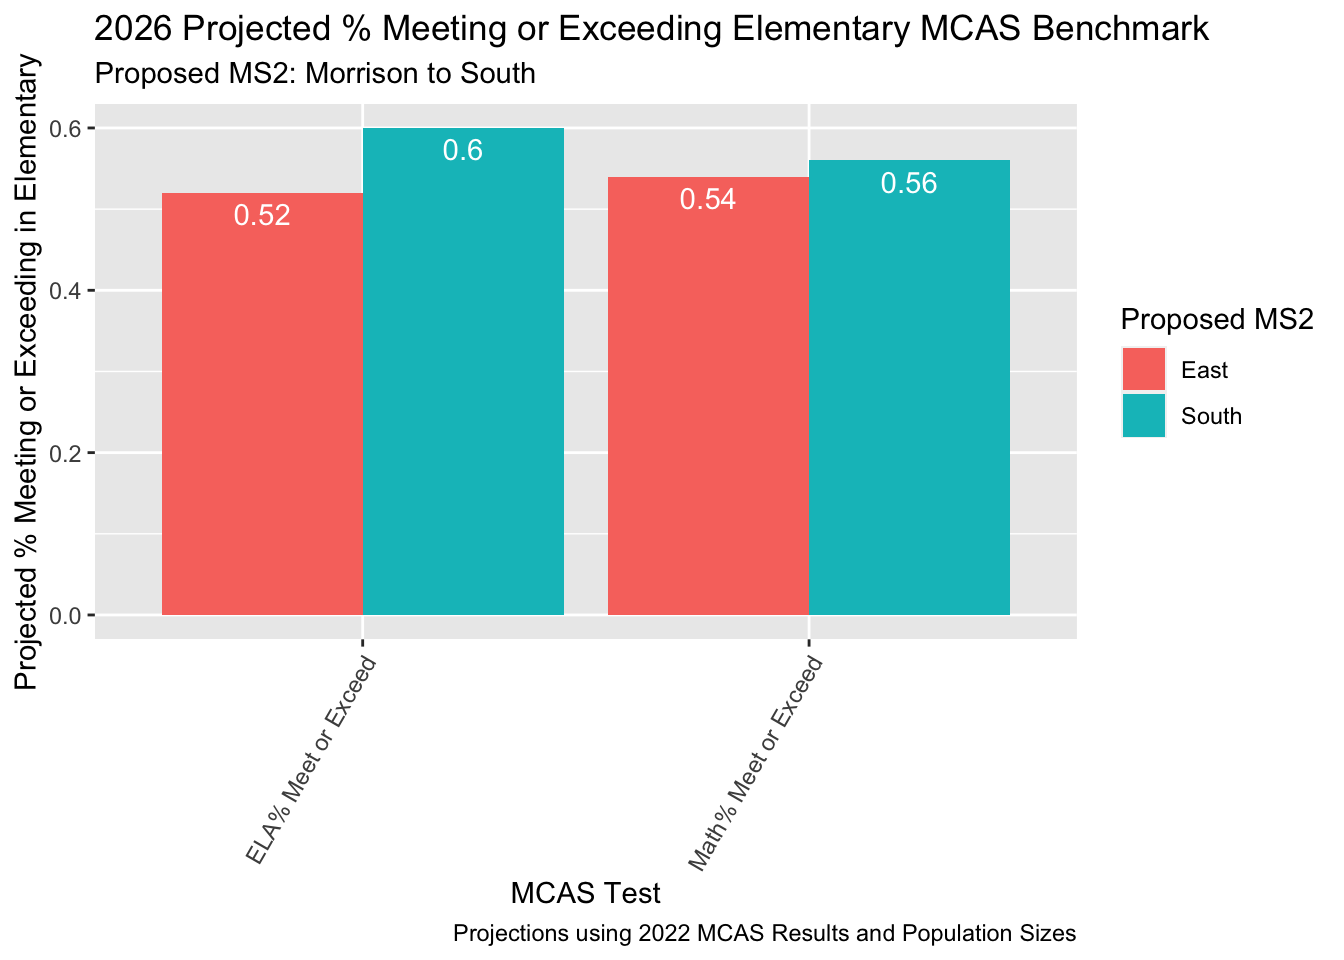 2026 Projected % Meeting or Exceeding Elementary MCAS Benchmark
Proposed MS2: Morrison to South
Projected % Meeting or Exceeding in Elementary
0.6
0.4
0.2
0.0
0.52
0.6
0.54
0.56
ELA% Meet or Exceed
Math% Meet or Exceed
MCAS Test
Projections using 2022 MCAS Results and Population Sizes
Proposed MS2
East
South